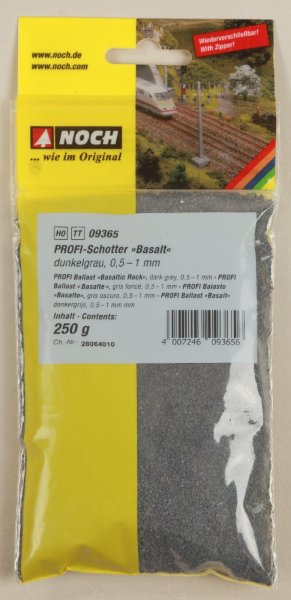 www.noch.de
www.noch.com
Wiederverschließbar!
With Zipper!
NOCH
... wie im Original
H0 TT 09365
PROFI-Schotter »Basalt«
dunkelgrau, 0,5–1 mm
PROFI Ballast »Basaltic Rock«, dark grey, 0,5–1 mm · PROFI
Ballast »Basalte«, gris foncé, 0,5–1 mm · PROFI Balasto
»Basalto«, gris oscuro, 0,5–1 mm · PROFI Ballast »Basalt«
donkergrijs, 0,5–1 mm mm
Inhalt · Contents:
250 g
Ch.-Nr.: 28064010
4 007246 093656